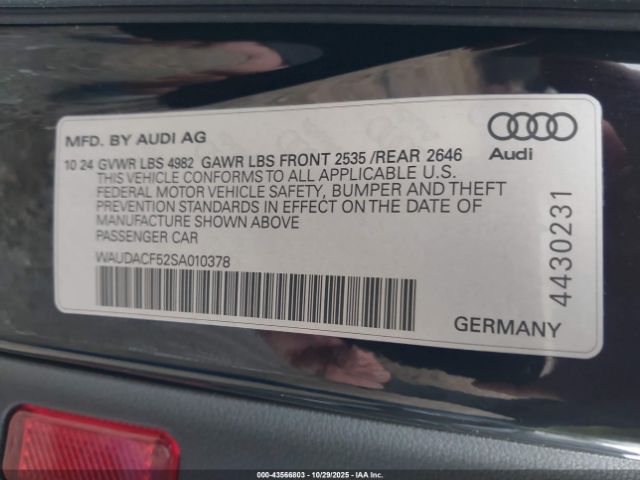 MFD. BY AUDI AG
10 24 GVWR LBS 4982 GAWR LBS FRONT 2535 /REAR 2646
THIS VEHICLE CONFORMS TO ALL APPLICABLE U.S.
FEDERAL MOTOR VEHICLE SAFETY, BUMPER AND THEFT
PREVENTION STANDARDS IN EFFECT ON THE DATE OF
MANUFACTURE SHOWN ABOVE
PASSENGER CAR
WAUDACF52SA010378
Audi
4430231
GERMANY
000-43566803 - 10/29/2025 - IAAC.